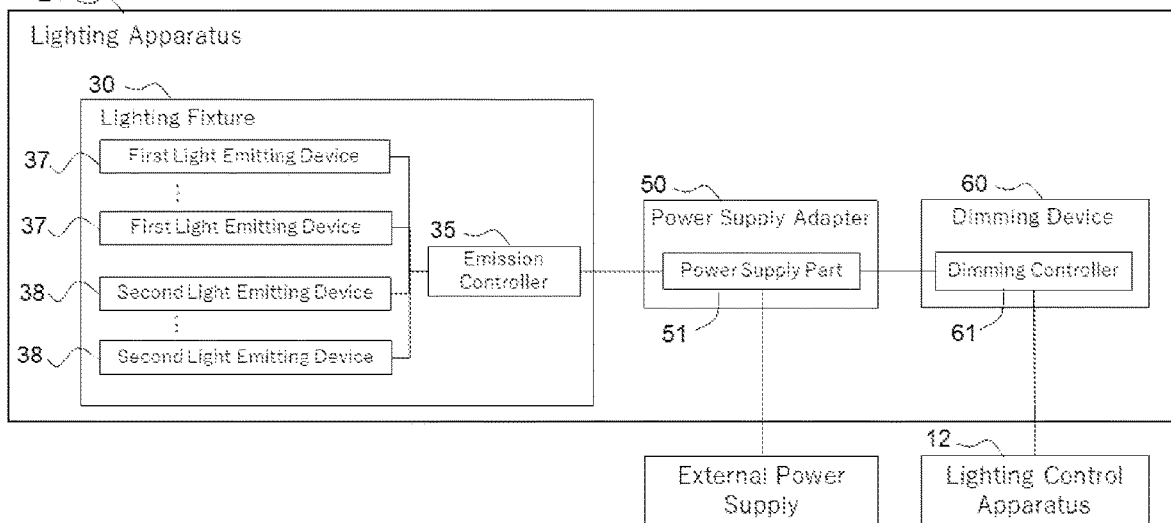 Lighting Apparatus
30
Lighting Fixture
37
First Light Emitting Device
37
First Light Emitting Device
35
Emission
Controller
38
Second Light Emitting Device
38
Second Light Emitting Device
50
Power Supply Adapter
Power Supply Part
51
60
Dimming Device
Dimming Controller
61
External Power
Supply
12
Lighting Control
Apparatus